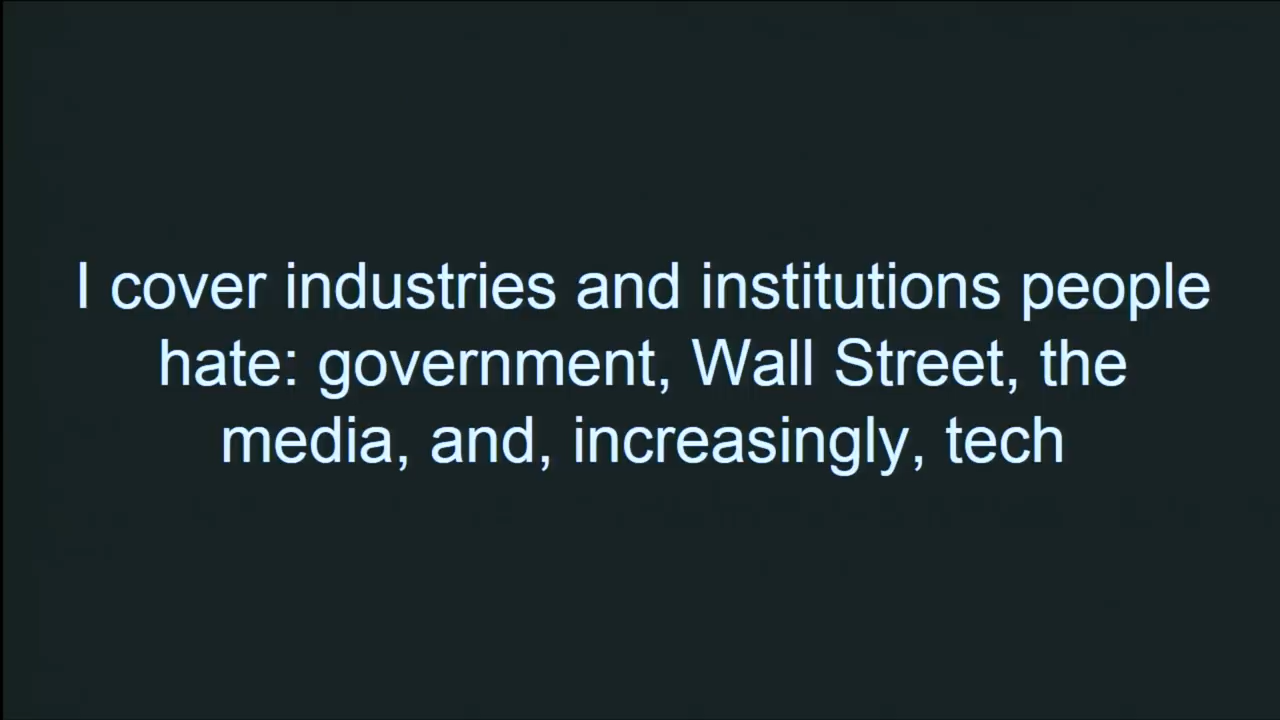 I cover industries and institutions people
hate: government, Wall Street, the
media, and, increasingly, tech